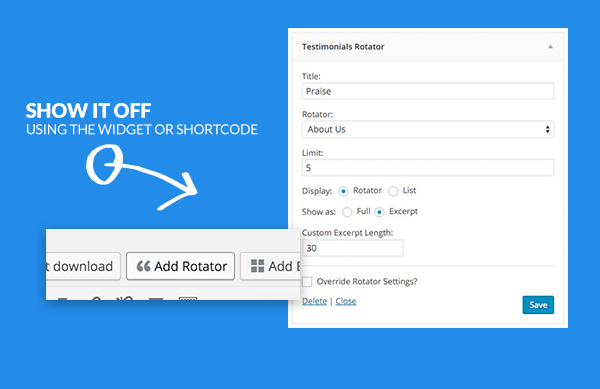 SHOW IT OFF
USING THE WIDGET OR SHORTCODE
t download
Add Rotator
Add E
Testimonials Rotator
Title:
Praise
Rotator:
About Us
Limit:
5
Display: Rotator List
Show as: Full Excerpt
Custom Excerpt Length:
30
Override Rotator Settings?
Delete | Close
Save